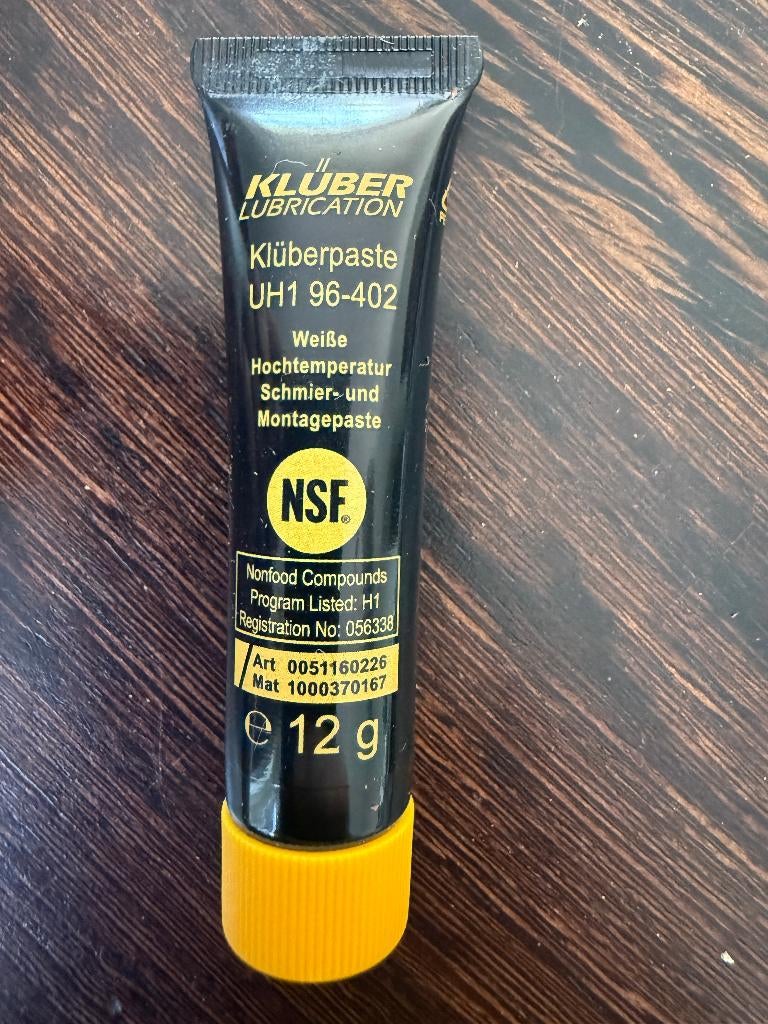 KLÜBER
LUBRICATION
Klüberpaste
UH1 96-402
Weiße
Hochtemperatur
Schmier- und
Montagepaste
NSF®
Nonfood Compounds
Program Listed: H1
Registration No: 056338
Art 0051160226
Mat 1000370167
℮ 12 g